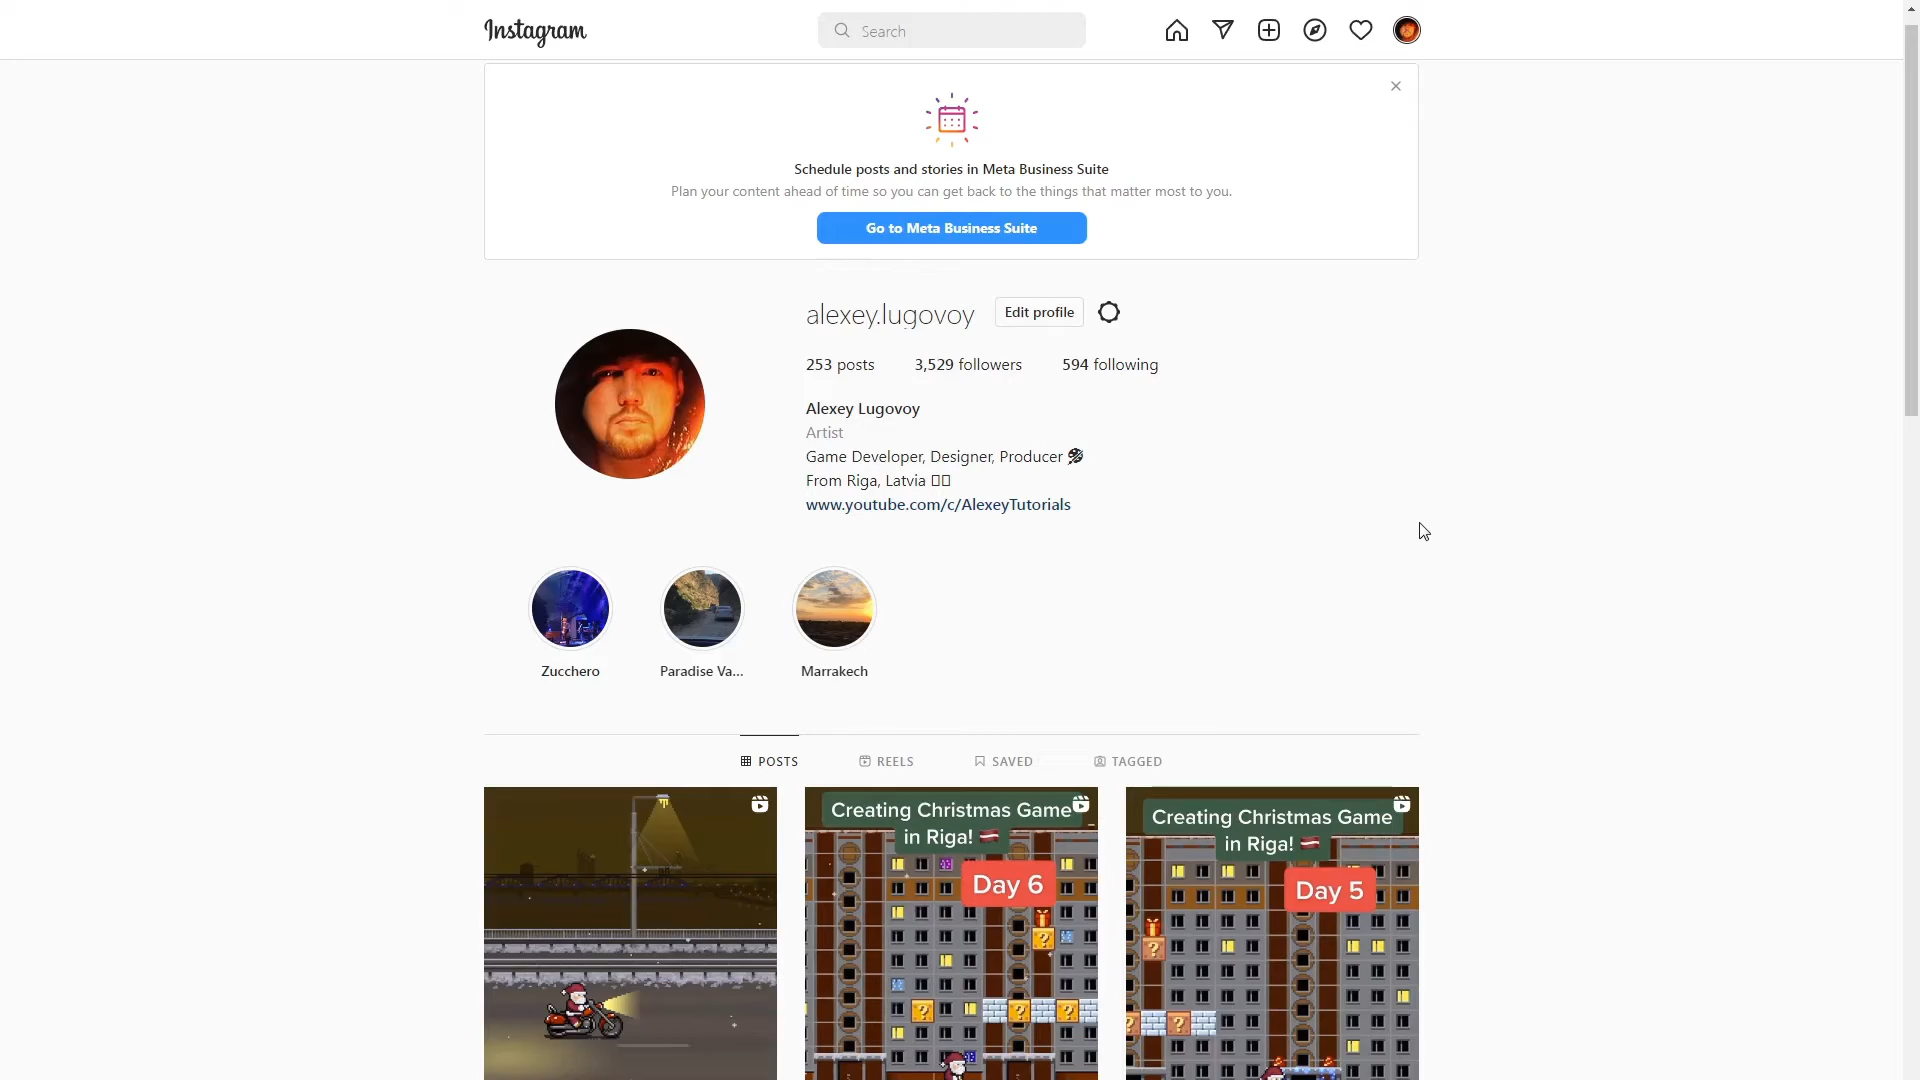 Instagram
Search
Schedule posts and stories in Meta Business Suite
Plan your content ahead of time so you can get back to the things that matter most to you.
Go to Meta Business Suite
alexey.lugovoy
Edit profile
253 posts
3,529 followers
594 following
Alexey Lugovoy
Artist
Game Developer, Designer, Producer
From Riga, Latvia
www.youtube.com/c/AlexeyTutorials
Zucchero
Paradise Va...
Marrakech
POSTS
REELS
SAVED
TAGGED
Creating Christmas Game
in Riga!
Day 6
Creating Christmas Game
in Riga!
Day 5